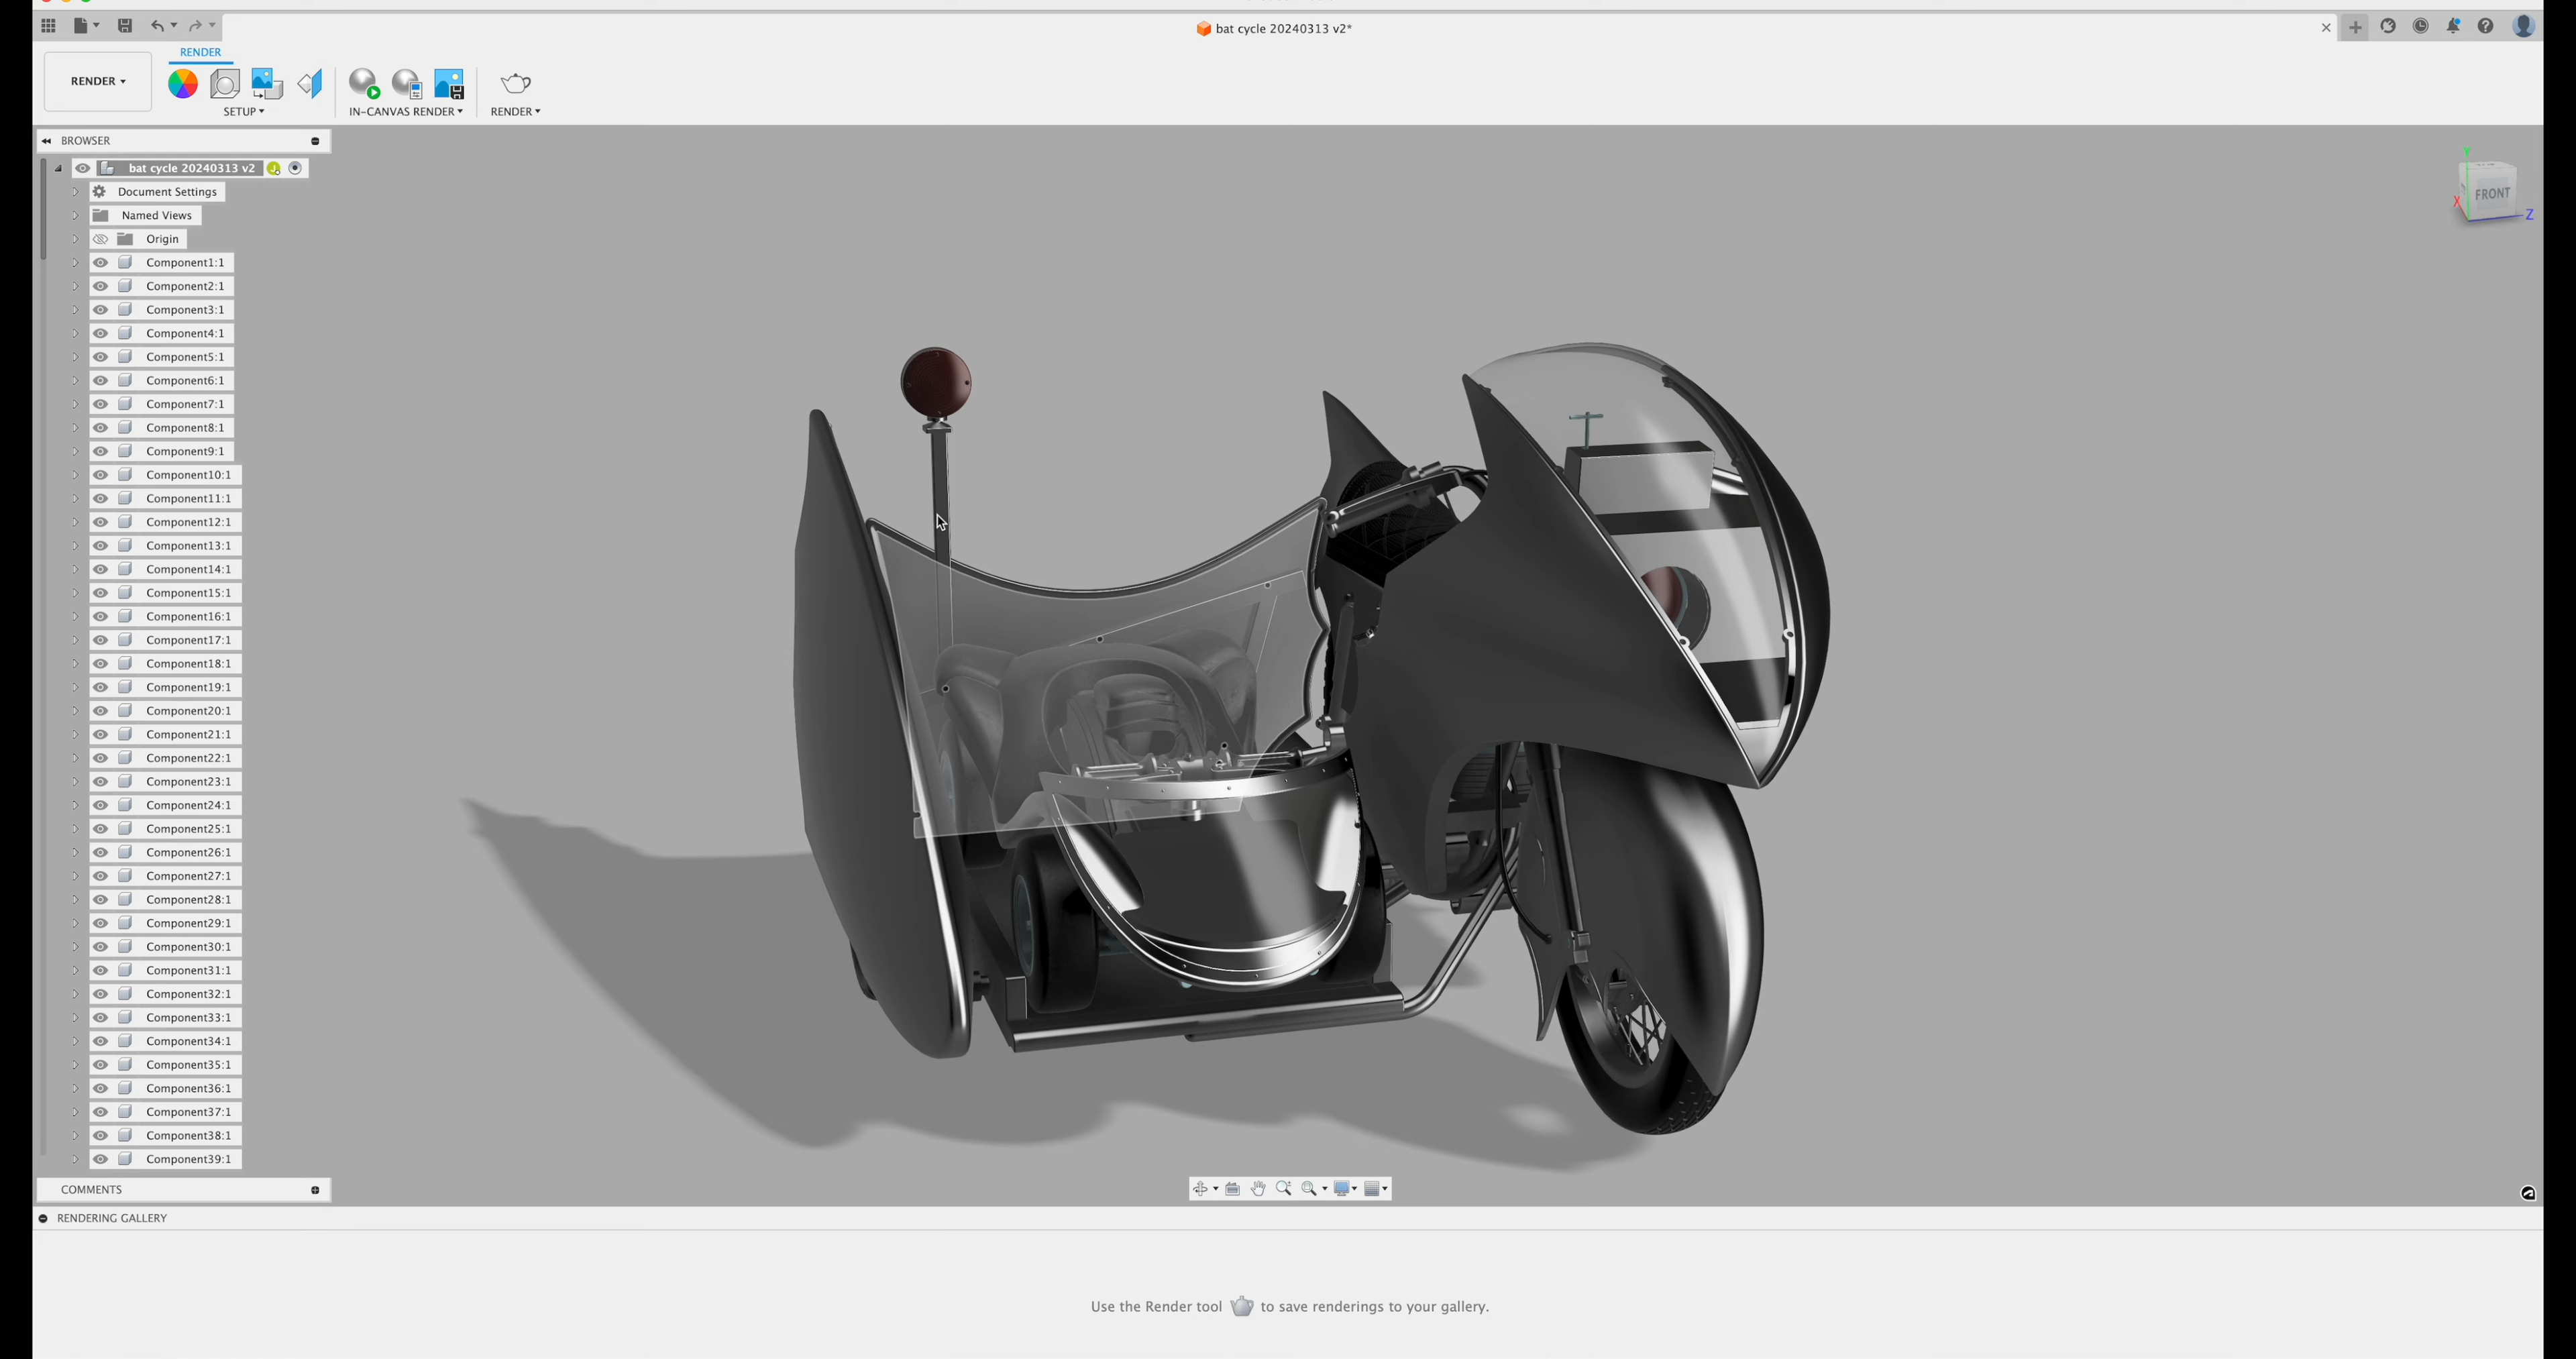 bat cycle 20240313 v2*
RENDER
RENDER
SETUP
IN-CANVAS RENDER
RENDER
BROWSER
bat cycle 20240313 v2
Document Settings
Named Views
Origin
Component1:1
Component2:1
Component3:1
Component4:1
Component5:1
Component6:1
Component7:1
Component8:1
Component9:1
Component10:1
Component11:1
Component12:1
Component13:1
Component14:1
Component15:1
Component16:1
Component17:1
Component18:1
Component19:1
Component20:1
Component21:1
Component22:1
Component23:1
Component24:1
Component25:1
Component26:1
Component27:1
Component28:1
Component29:1
Component30:1
Component31:1
Component32:1
Component33:1
Component34:1
Component35:1
Component36:1
Component37:1
Component38:1
Component39:1
Y
FRONT
X
Z
COMMENTS
RENDERING GALLERY
Use the Render tool to save renderings to your gallery.